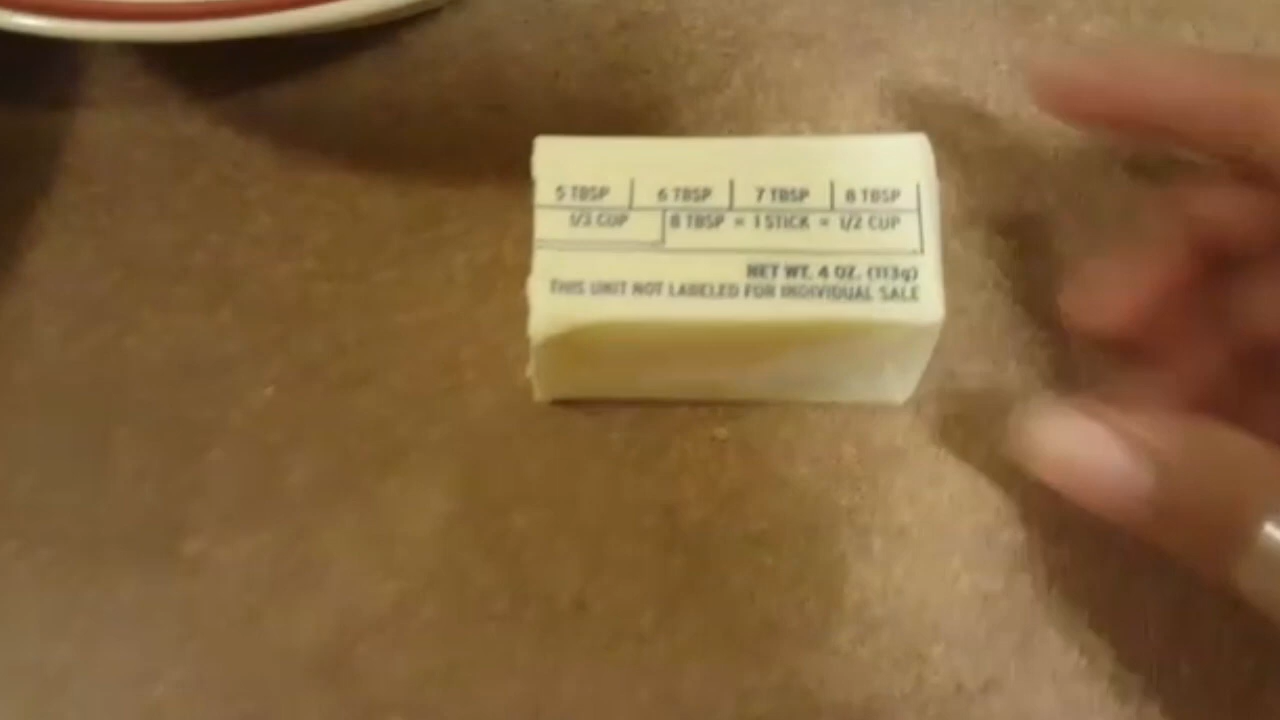 5 TBSP 6 TBSP 7 TBSP 8 TBSP
1/3 CUP 8 TBSP = 1 STICK = 1/2 CUP
NET WT. 4 OZ. (113g)
THIS UNIT NOT LABELED FOR INDIVIDUAL SALE